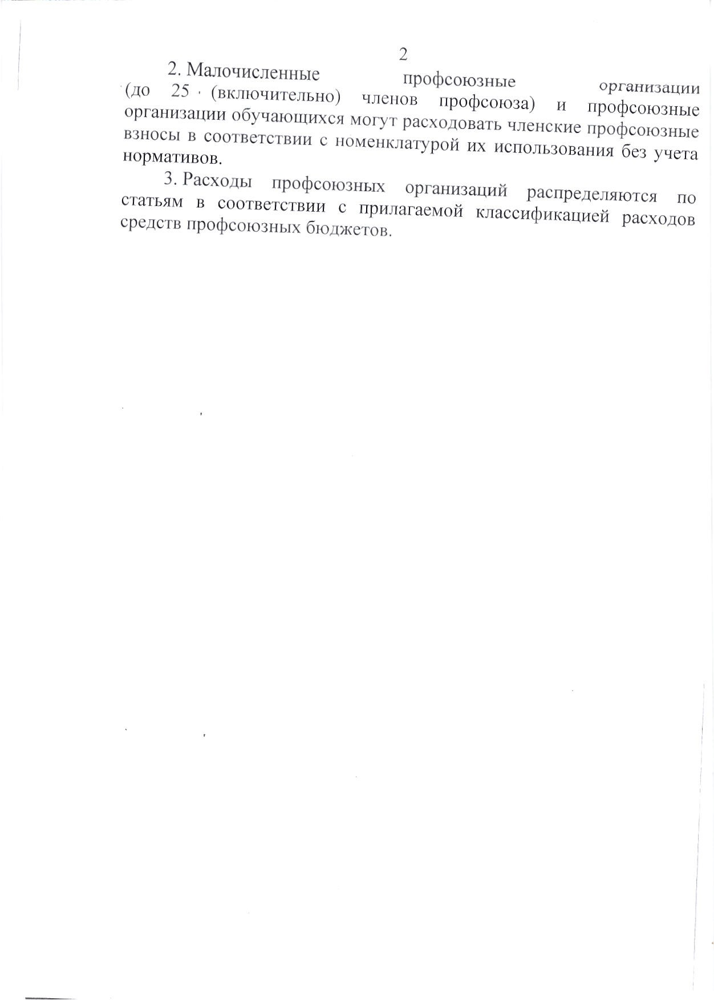 2
2. Малочисленные профсоюзные организации
(до 25 (включительно) членов профсоюза) и профсоюзные
организации обучающихся могут расходовать членские профсоюзные
взносы в соответствии с номенклатурой их использования без учета
нормативов.
3. Расходы профсоюзных организаций распределяются по
статьям в соответствии с прилагаемой классификацией расходов
средств профсоюзных бюджетов.